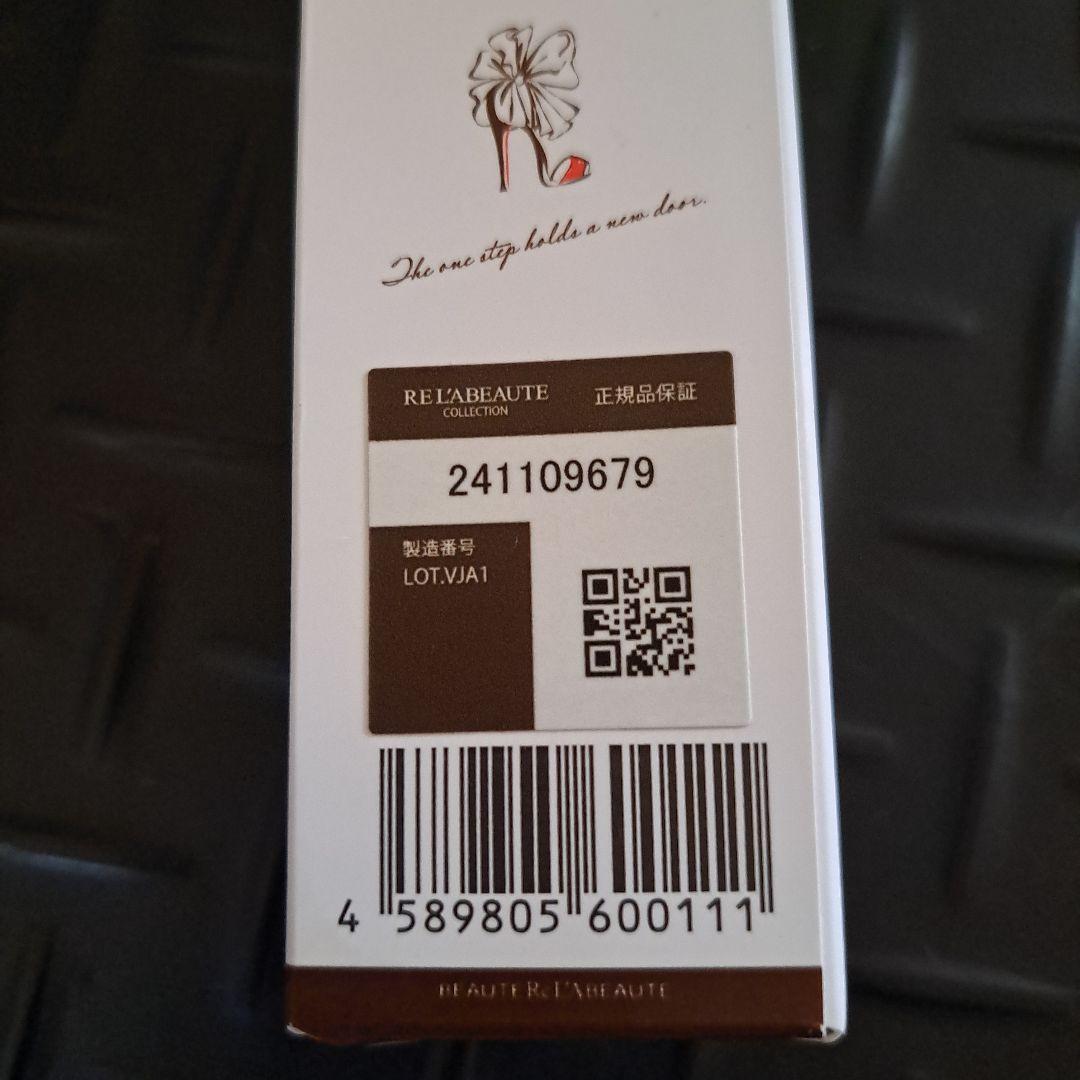 The one step holds a new door.
RE L'ABEAUTE 正規品保証
COLLECTION
241109679
製造番号
LOT.VJA1
4 589805 600111
BEAUTE Re L'ABEAUTE